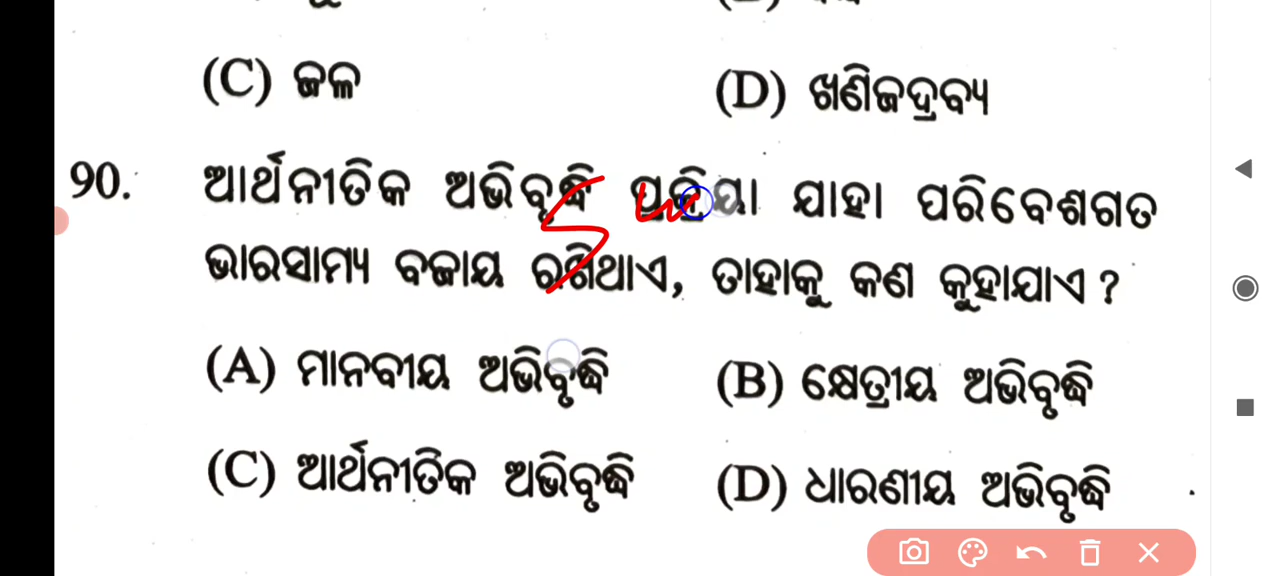 (C) ଜଳ (D) ଖଣିଜଦ୍ରବ୍ୟ
90. ଆର୍ଥନୀତିକ ଅଭିବୃଦ୍ଧି ପ୍ରକ୍ରିୟା ଯାହା ପରିବେଶଗତ
ଭାରସାମ୍ୟ ବଜାୟ ରଖିଥାଏ, ତାହାକୁ କଣ କୁହାଯାଏ ?
(A) ମାନବୀୟ ଅଭିବୃଦ୍ଧି (B) କ୍ଷେତ୍ରୀୟ ଅଭିବୃଦ୍ଧି
(C) ଆର୍ଥନୀତିକ ଅଭିବୃଦ୍ଧି (D) ଧାରଣୀୟ ଅଭିବୃଦ୍ଧି